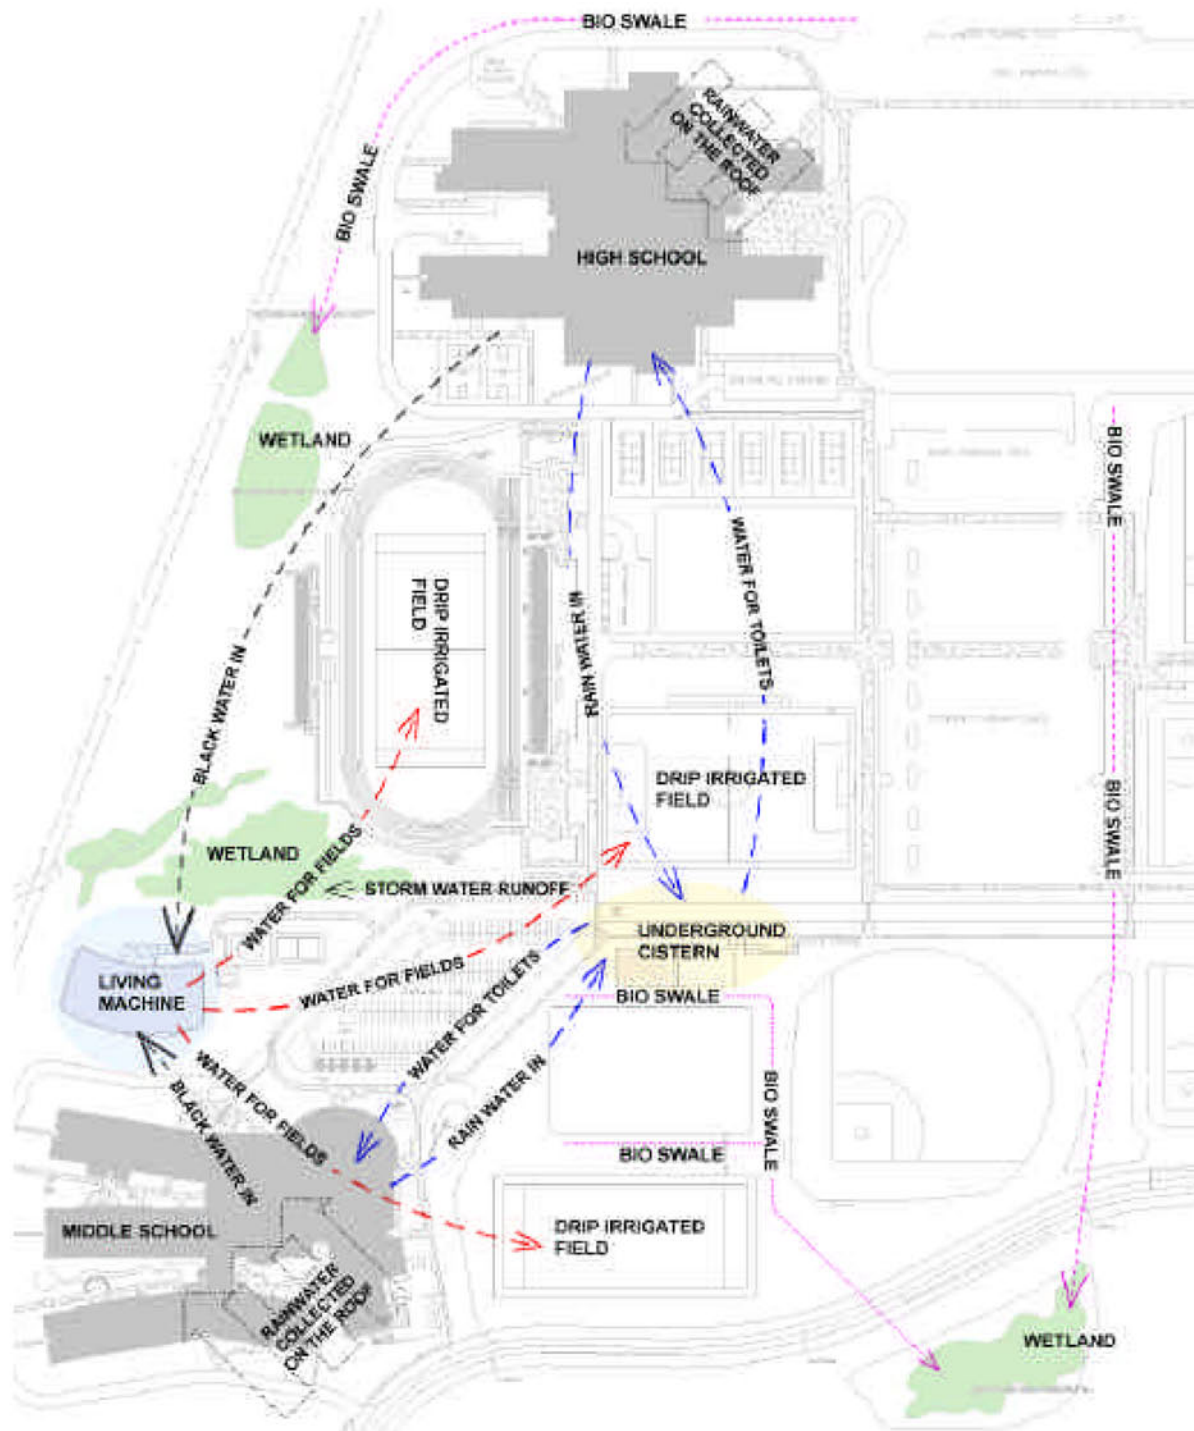 BIO SWALE
RAINWATER
COLLECTED
ON THE ROOF
BIO SWALE
HIGH SCHOOL
WETLAND
BIO SWALE
WATER FOR TOILETS
DRIP IRRIGATED
FIELD
RAIN WATER IN
BLACK WATER IN
DRIP IRRIGATED
FIELD
BIO SWALE
WETLAND
WATER FOR FIELDS
STORM WATER RUNOFF
UNDERGROUND
CISTERN
LIVING
MACHINE
WATER FOR FIELDS
WATER FOR TOILETS
BIO SWALE
WATER FOR FIELDS
BLACK WATER IN
RAIN WATER IN
BIO SWALE
BIO SWALE
MIDDLE SCHOOL
DRIP IRRIGATED
FIELD
RAINWATER
COLLECTED
ON THE ROOF
WETLAND